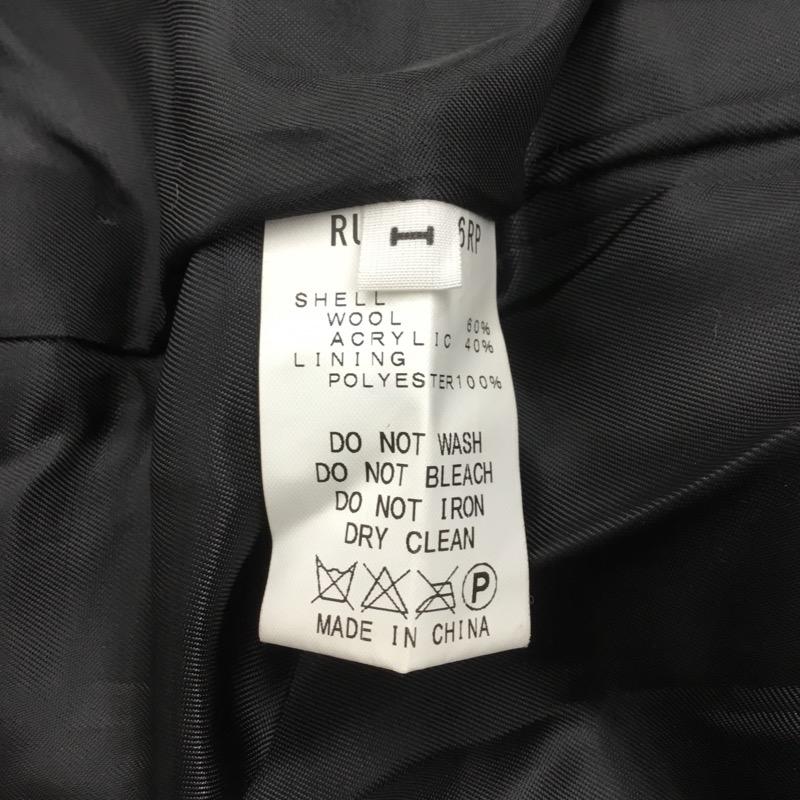 SHELL
WOOL 60%
ACRYLIC 40%
LINING
POLYESTER100%
DO NOT WASH
DO NOT BLEACH
DO NOT IRON
DRY CLEAN
P
MADE IN CHINA